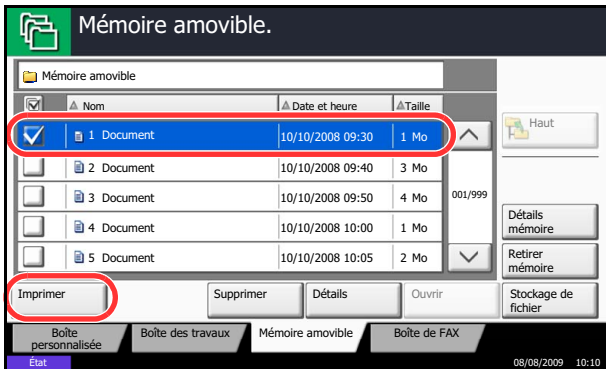 Mémoire amovible.
Mémoire amovible
Nom Date et heure Taille
1 Document 10/10/2008 09:30 1 Mo
Haut
2 Document 10/10/2008 09:40 3 Mo
3 Document 10/10/2008 09:50 4 Mo
001/999
4 Document 10/10/2008 10:00 1 Mo
Détails
mémoire
5 Document 10/10/2008 10:05 2 Mo
Retirer
mémoire
Imprimer Supprimer Détails Ouvrir Stockage de
fichier
Boîte
personnalisée
Boîte des travaux Mémoire amovible Boîte de FAX
État 08/08/2009 10:10